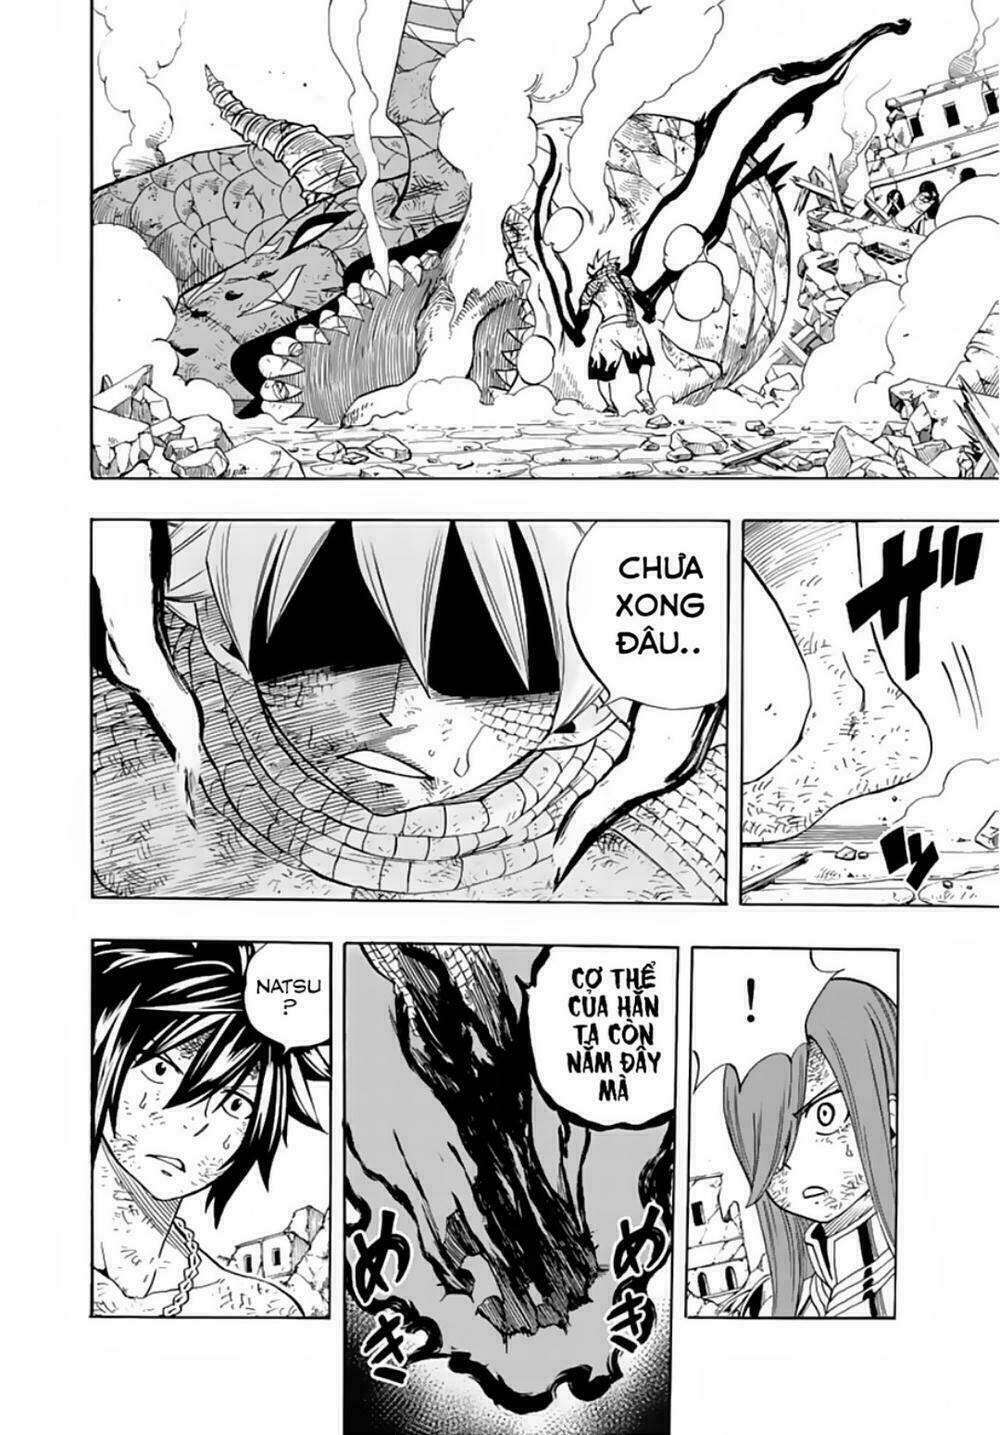 CHƯA
XONG
ĐÂU..
ザッ
!
CƠ THỂ
CỦA HẮN
TA CÒN
NẰM ĐÂY
MÀ
めき
めき
NATSU
?